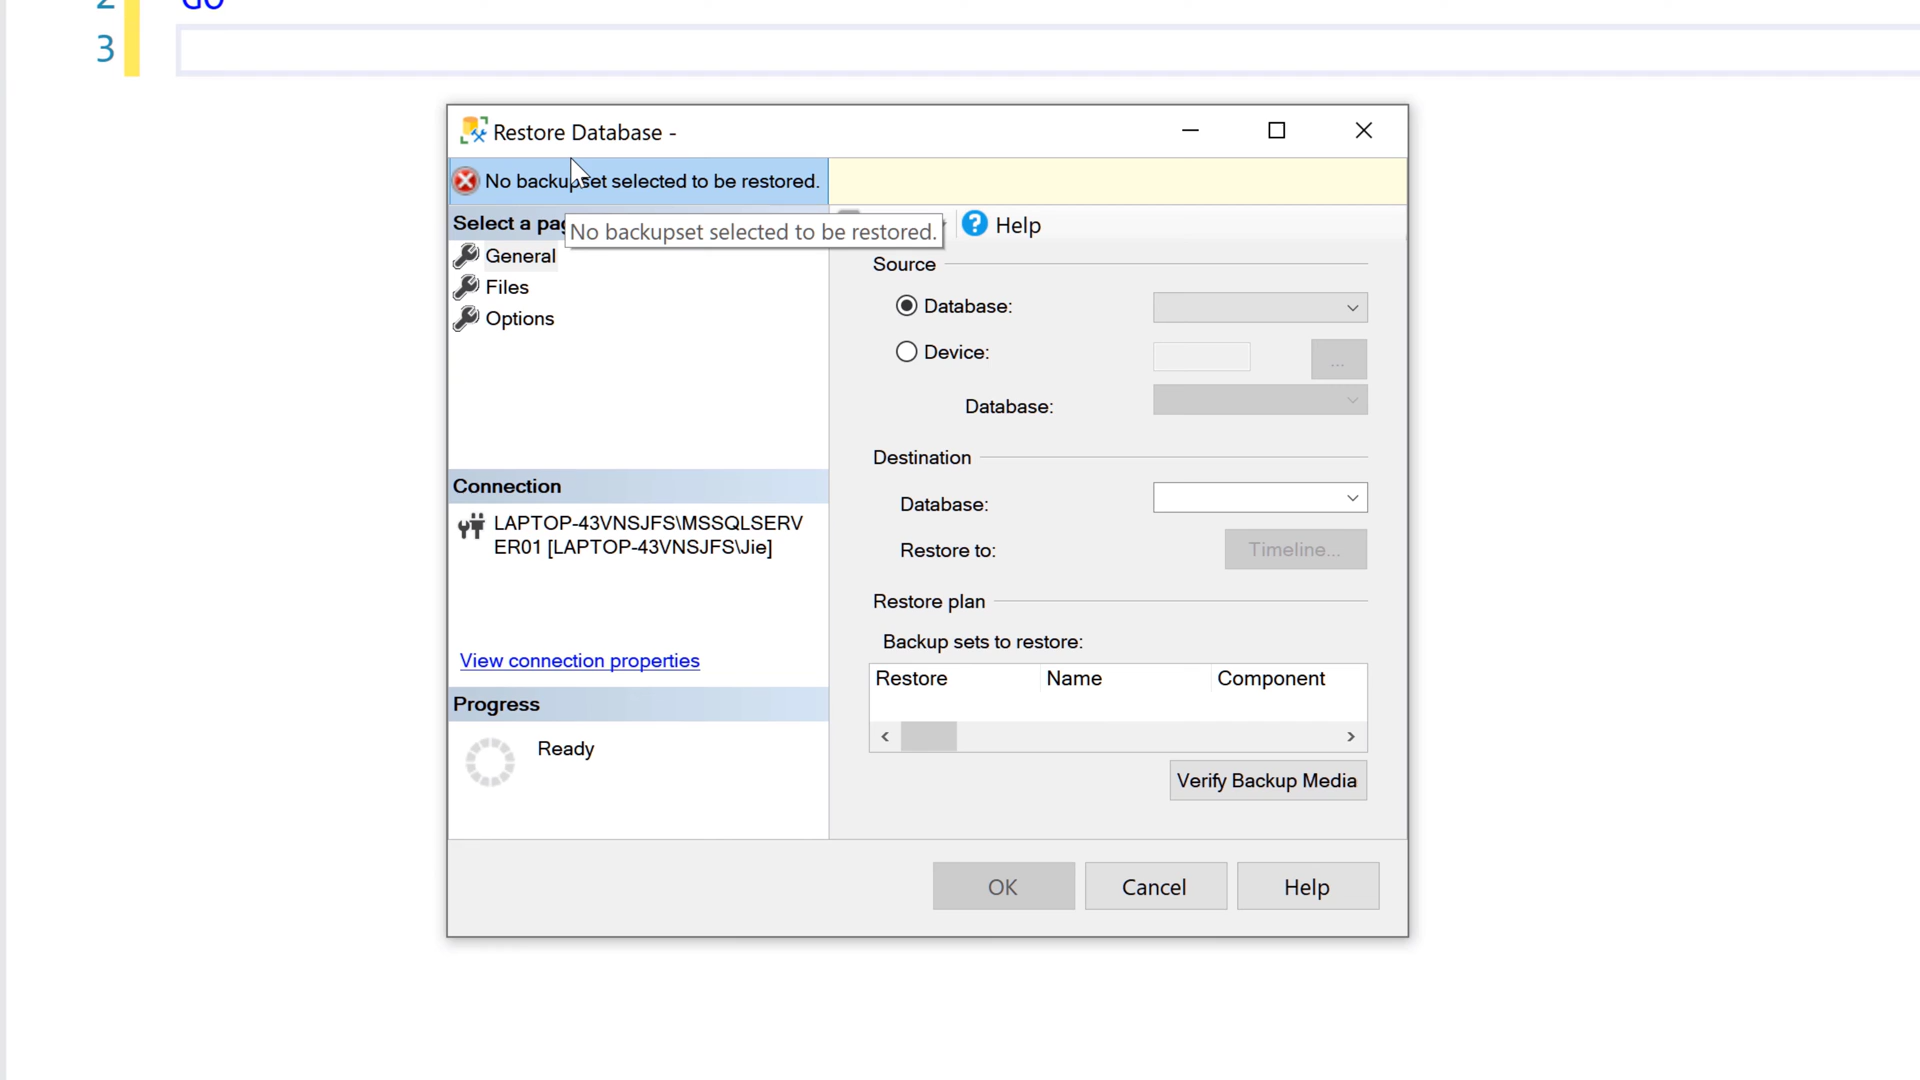 2 GO
3
Restore Database -
No backupset selected to be restored.
Select a pag
No backupset selected to be restored.
Help
General
Files
Options
Source
Database:
Device:
...
Database:
Destination
Database:
Restore to:
Timeline...
Restore plan
Backup sets to restore:
Restore Name Component
Verify Backup Media
Connection
LAPTOP-43VNSJFS\MSSQLSERV
ER01 [LAPTOP-43VNSJFS\Jie]
View connection properties
Progress
Ready
OK Cancel Help